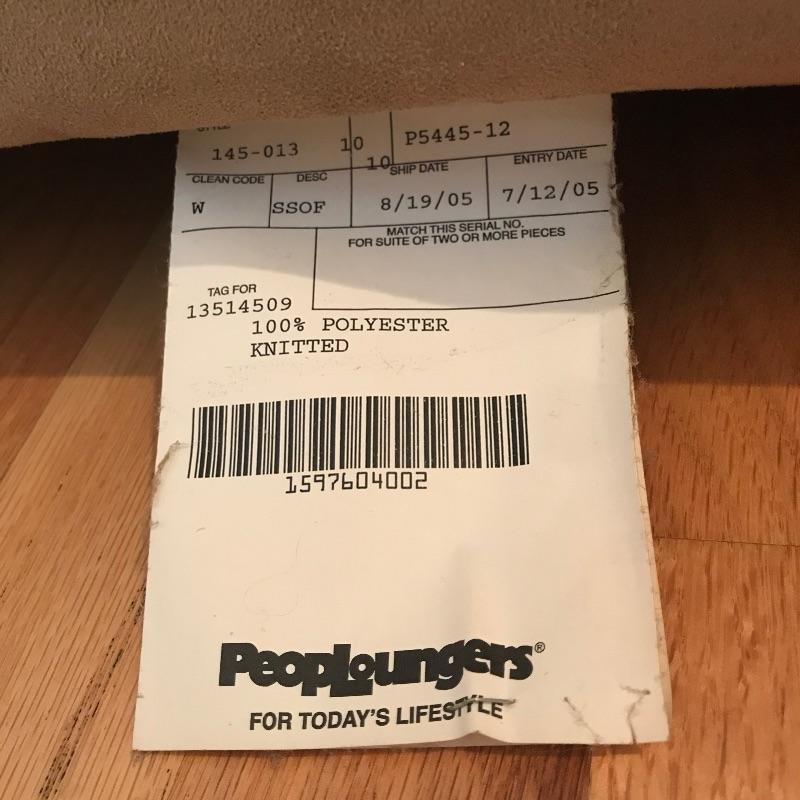 STYLE
145-013 10 P5445-12
10
CLEAN CODE DESC SHIP DATE ENTRY DATE
W SSOF 8/19/05 7/12/05
MATCH THIS SERIAL NO.
FOR SUITE OF TWO OR MORE PIECES
TAG FOR
13514509
100% POLYESTER
KNITTED
1597604002
PeopLoungers®
FOR TODAY'S LIFESTYLE